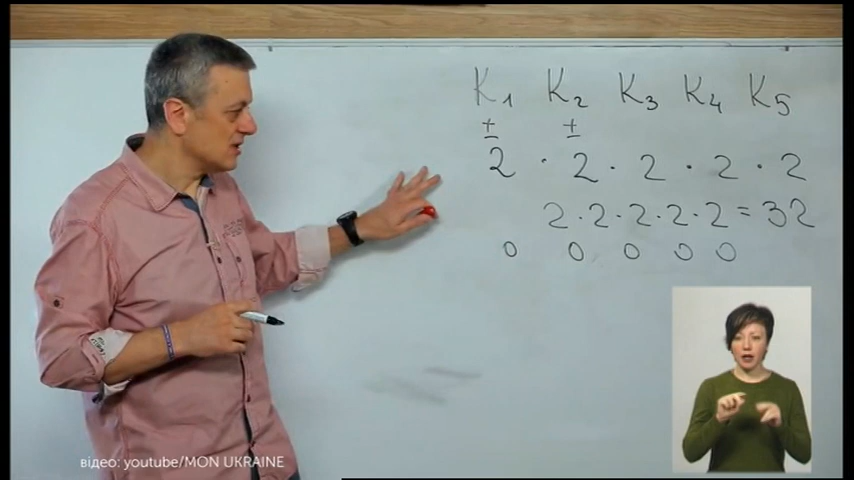 K₁ K₂ K₃ K₄ K₅
± ±
2 · 2 · 2 · 2 · 2
2·2·2·2·2=32
0 0 0 0 0
відео: youtube/MON UKRAINE